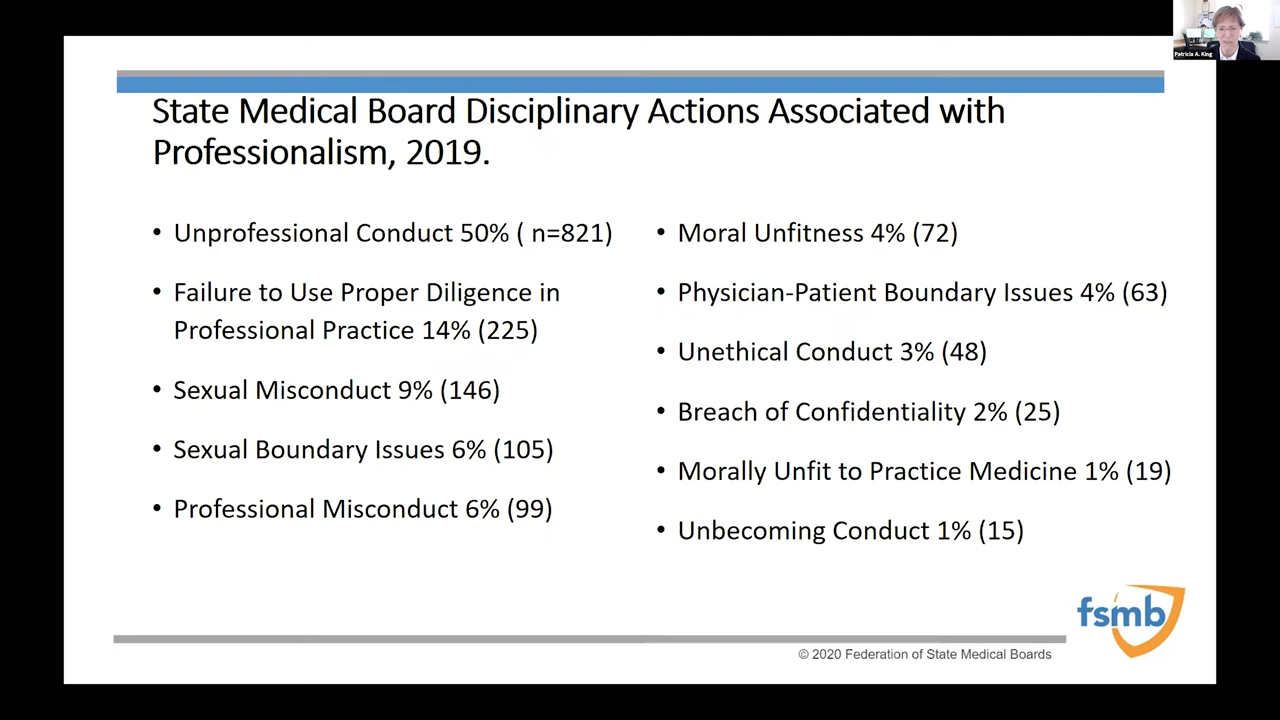 Patricia A. King
State Medical Board Disciplinary Actions Associated with
Professionalism, 2019.
• Unprofessional Conduct 50% ( n=821)
• Failure to Use Proper Diligence in
Professional Practice 14% (225)
• Sexual Misconduct 9% (146)
• Sexual Boundary Issues 6% (105)
• Professional Misconduct 6% (99)
• Moral Unfitness 4% (72)
• Physician-Patient Boundary Issues 4% (63)
• Unethical Conduct 3% (48)
• Breach of Confidentiality 2% (25)
• Morally Unfit to Practice Medicine 1% (19)
• Unbecoming Conduct 1% (15)
fsmb
© 2020 Federation of State Medical Boards